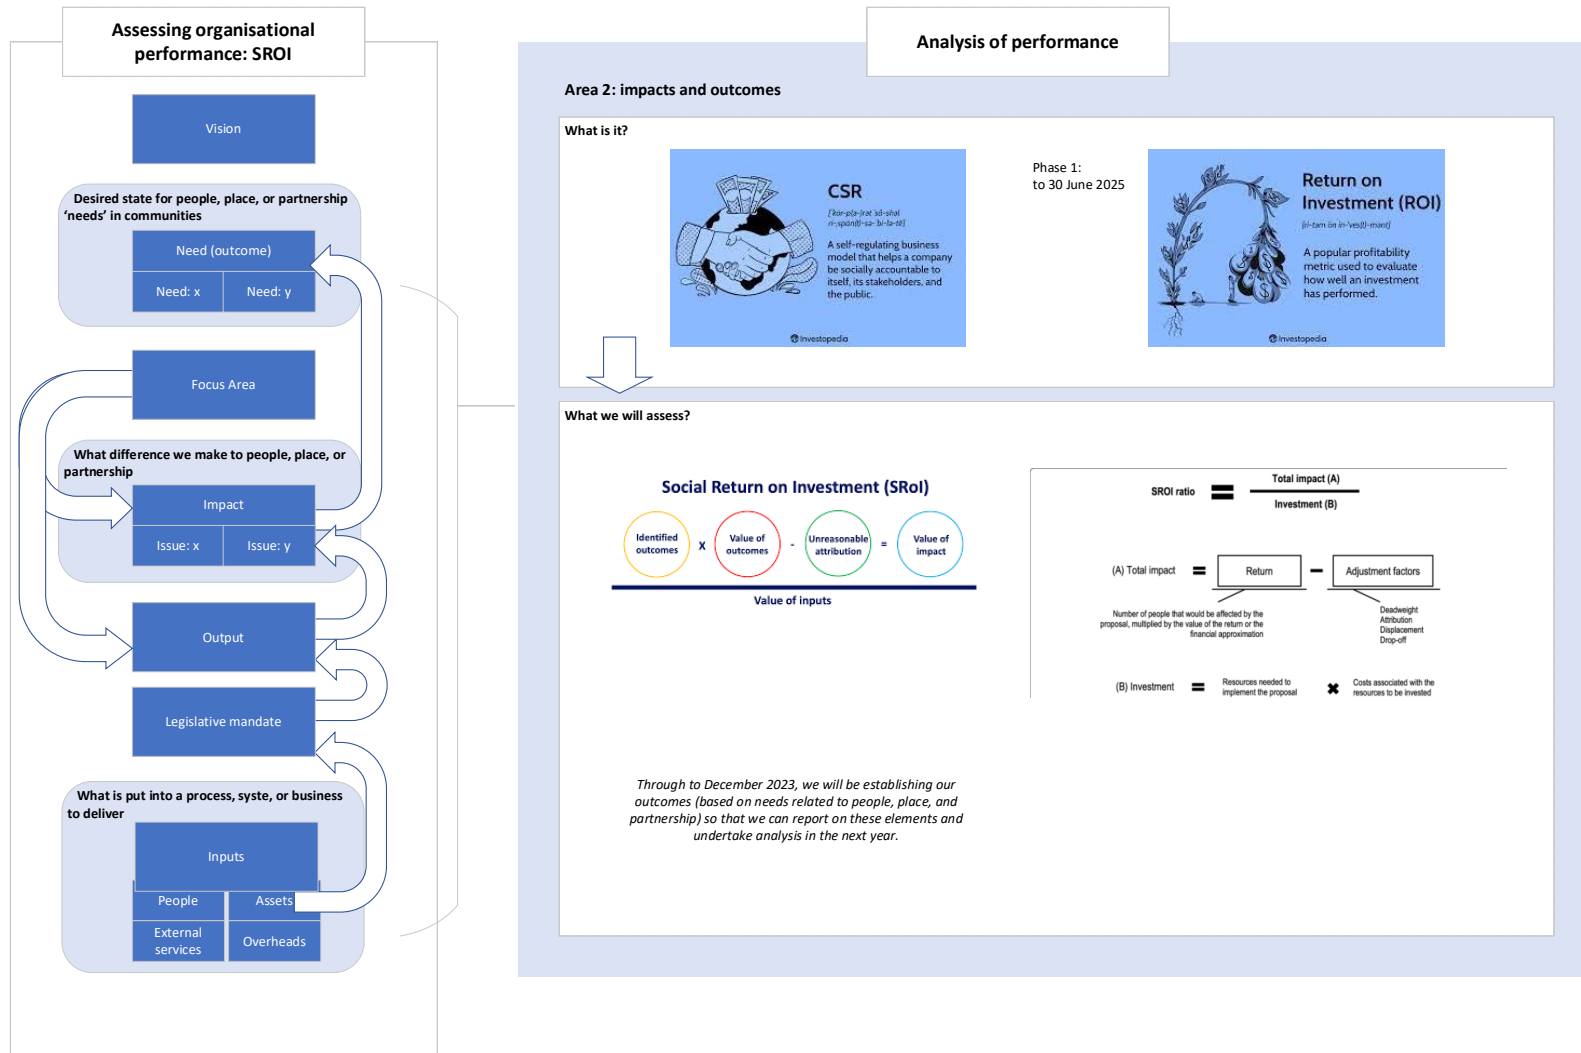 Assessing organisational
performance: SROI
Vision
Desired state for people, place, or partnership
‘needs’ in communities
Need (outcome)
Need: x
Need: y
Focus Area
What difference we make to people, place, or
partnership
Impact
Issue: x
Issue: y
Output
Legislative mandate
What is put into a process, syste, or business
to deliver
Inputs
People
Assets
External
services
Overheads
Analysis of performance
Area 2: impacts and outcomes
What is it?
CSR
A self-regulating business
model that helps a company
be socially accountable to
itself, its stakeholders, and
the public.
Investopedia
Phase 1:
to 30 June 2025
Return on
Investment (ROI)
A popular profitability
metric used to evaluate
how well an investment
has performed.
Investopedia
What we will assess?
Social Return on Investment (SRoI)
Identified
outcomes
X
Value of
outcomes
-
Unreasonable
attribution
=
Value of
impact
Value of inputs
SROI ratio
=
Total impact (A)
Investment (B)
(A) Total impact
=
Return
−
Adjustment factors
Number of people that would be affected by the
proposal, multiplied by the value of the return or the
financial approximation
Deadweight
Attribution
Displacement
Drop-off
(B) Investment
=
Resources needed to
implement the proposal
✖
Costs associated with the
resources to be invested
Through to December 2023, we will be establishing our
outcomes (based on needs related to people, place, and
partnership) so that we can report on these elements and
undertake analysis in the next year.